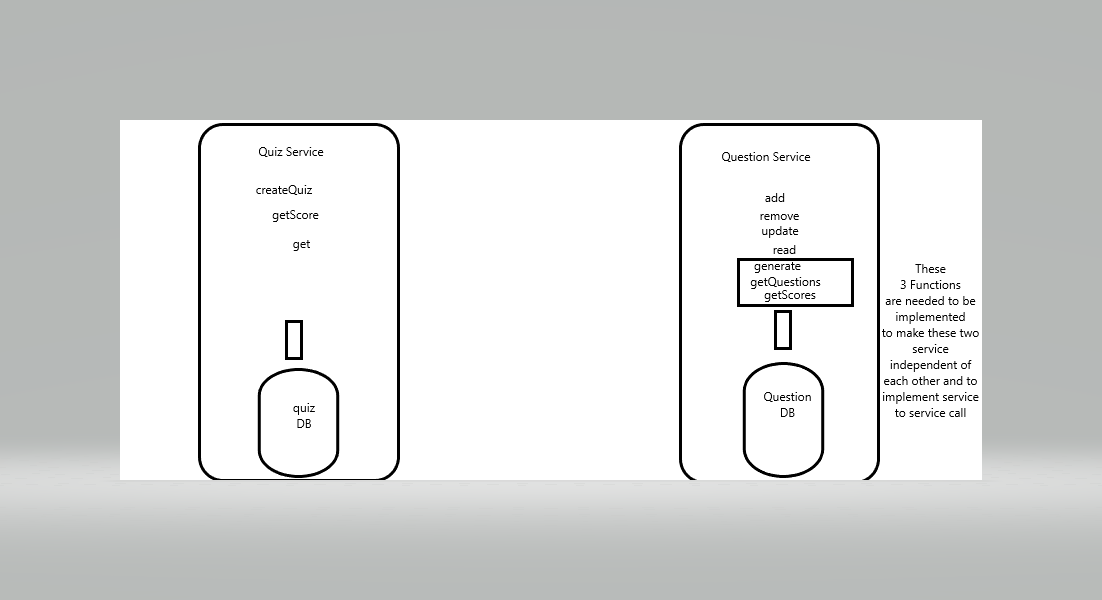 Quiz Service
createQuiz
getScore
get
quiz
DB
Question Service
add
remove
update
read
generate
getQuestions
getScores
Question
DB
These
3 Functions
are needed to be
implemented
to make these two
service
independent of
each other and to
implement service
to service call